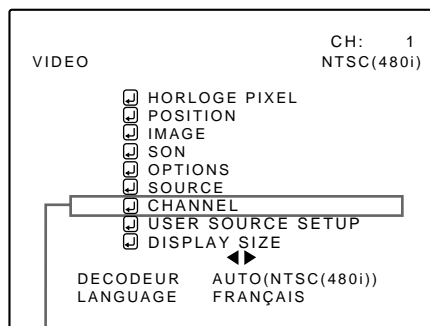 CH: 1
VIDEO NTSC(480i)
HORLOGE PIXEL
POSITION
IMAGE
SON
OPTIONS
SOURCE
CHANNEL
USER SOURCE SETUP
DISPLAY SIZE
DECODEUR AUTO(NTSC(480i))
LANGUAGE FRANÇAIS